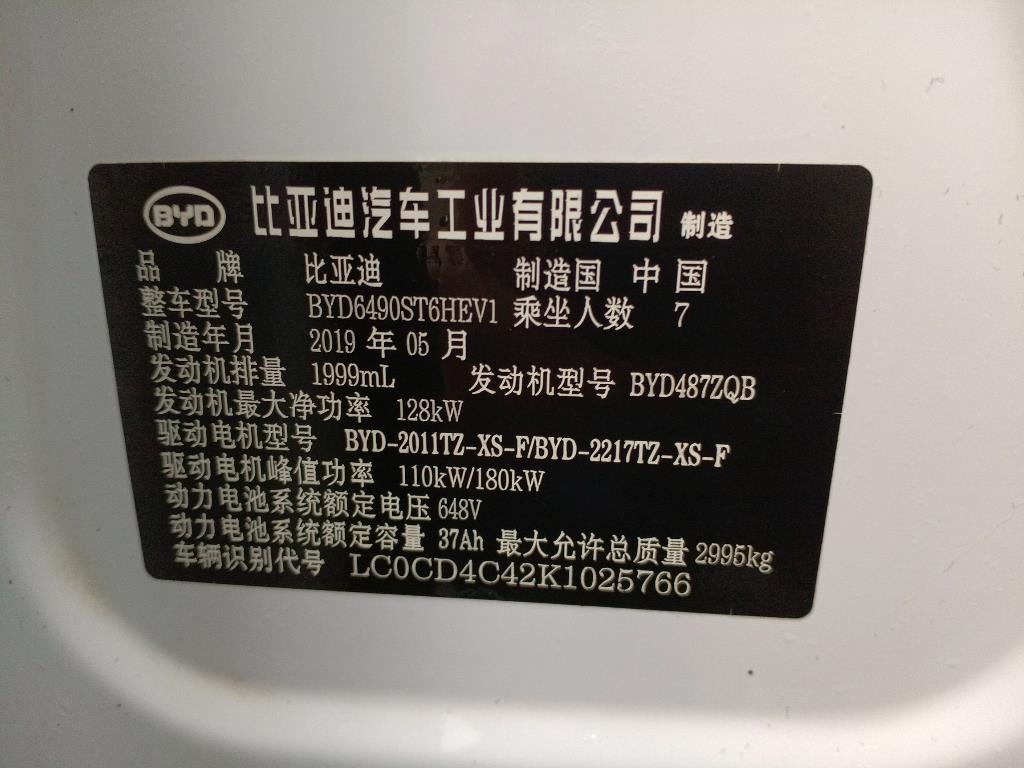 BYD 比亚迪汽车工业有限公司 制造
品 牌 比亚迪 制造国 中国
整车型号 BYD6490ST6HEV1 乘坐人数 7
制造年月 2019 年 05 月
发动机排量 1999mL 发动机型号 BYD487ZQB
发动机最大净功率 128kW
驱动电机型号 BYD-2011TZ-XS-F/BYD-2217TZ-XS-F
驱动电机峰值功率 110kW/180kW
动力电池系统额定电压 648V
动力电池系统额定容量 37Ah 最大允许总质量 2995kg
车辆识别代号 LC0CD4C42K1025766